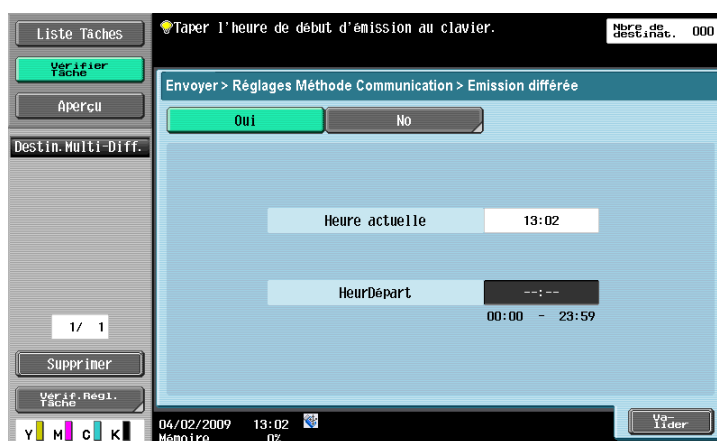 Liste Tâches
Taper l'heure de début d'émission au clavier.
Nbre de
destinat. 000
Vérifier
Tâche
Envoyer > Réglages Méthode Communication > Emission différée
Aperçu
Oui
No
Destin.Multi-Diff.
Heure actuelle
13:02
HeurDépart
--:--
00:00 - 23:59
1/ 1
Supprimer
Vérif.Régl.
Tâche
Va-
lider
04/02/2009 13:02
Mémoire 0%
Y M C K